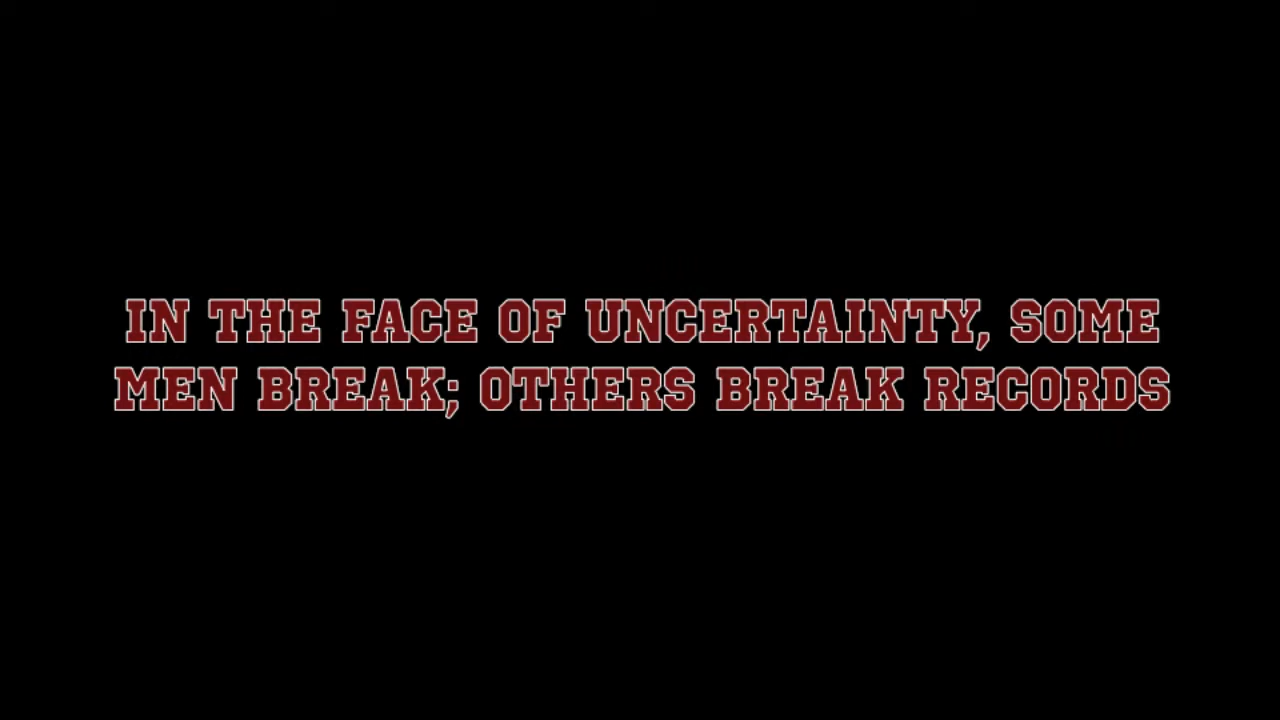 IN THE FACE OF UNCERTAINTY, SOME
MEN BREAK; OTHERS BREAK RECORDS